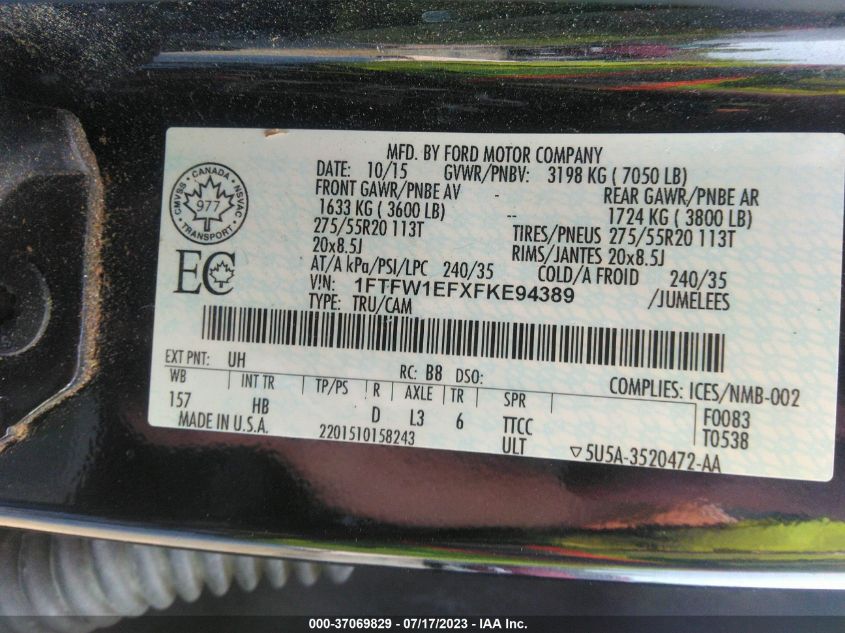 MFD. BY FORD MOTOR COMPANY
DATE: 10/15 GVWR/PNBV: 3198 KG ( 7050 LB)
FRONT GAWR/PNBE AV REAR GAWR/PNBE AR
1633 KG ( 3600 LB) -- 1724 KG ( 3800 LB)
275/55R20 113T TIRES/PNEUS 275/55R20 113T
20x8.5J RIMS/JANTES 20x8.5J
AT/A kPa/PSI/LPC 240/35 COLD/A FROID 240/35
VIN: 1FTFW1EFXFKE94389 /JUMELEES
TYPE: TRU/CAM
CANADA
CMVSS NSVAC
977
TRANSPORT
EC
EXT PNT: UH RC: B8 DSO: COMPLIES: ICES/NMB-002
WB INT TR TP/PS R AXLE TR SPR F0083
157 HB D L3 6 TTCC T0538
MADE IN U.S.A. 2201510158243 ULT ▽5U5A-3520472-AA
000-37069829 - 07/17/2023 - IAA Inc.